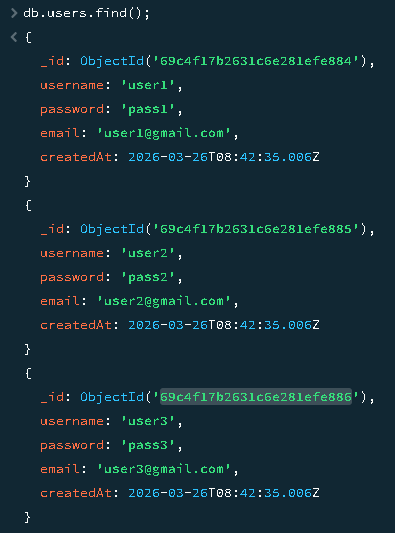 > db.users.find();
< {
_id: ObjectId('69c4f17b2631c6e281efe884'),
username: 'user1',
password: 'pass1',
email: 'user1@gmail.com',
createdAt: 2026-03-26T08:42:35.006Z
}
{
_id: ObjectId('69c4f17b2631c6e281efe885'),
username: 'user2',
password: 'pass2',
email: 'user2@gmail.com',
createdAt: 2026-03-26T08:42:35.006Z
}
{
_id: ObjectId('69c4f17b2631c6e281efe886'),
username: 'user3',
password: 'pass3',
email: 'user3@gmail.com',
createdAt: 2026-03-26T08:42:35.006Z
}